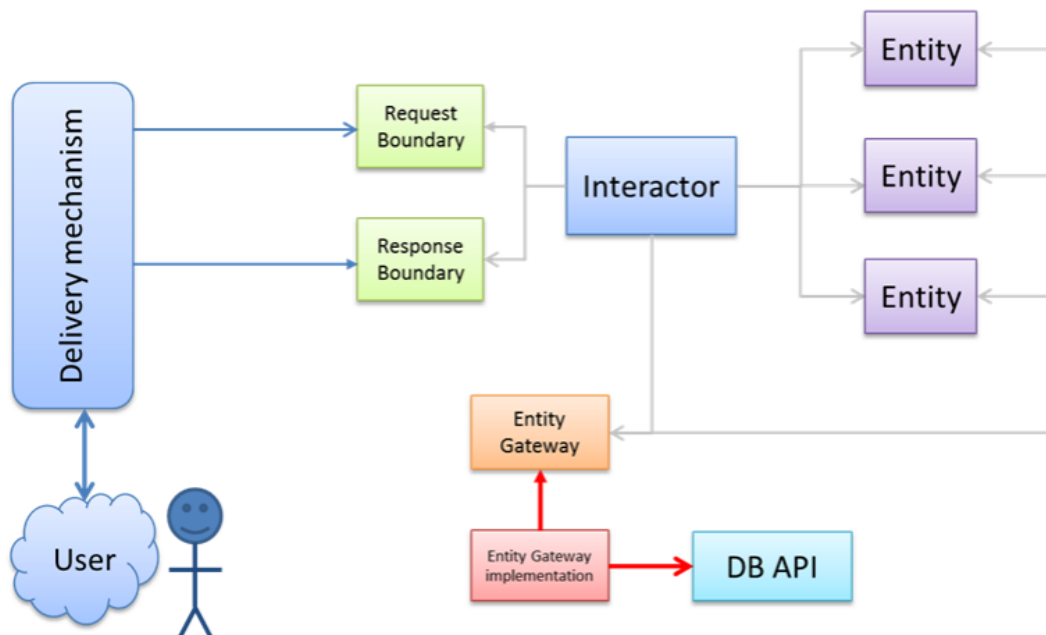 Delivery mechanism
Request
Boundary
Response
Boundary
Interactor
Entity
Entity
Entity
Entity
Gateway
Entity Gateway
implementation
DB API
User